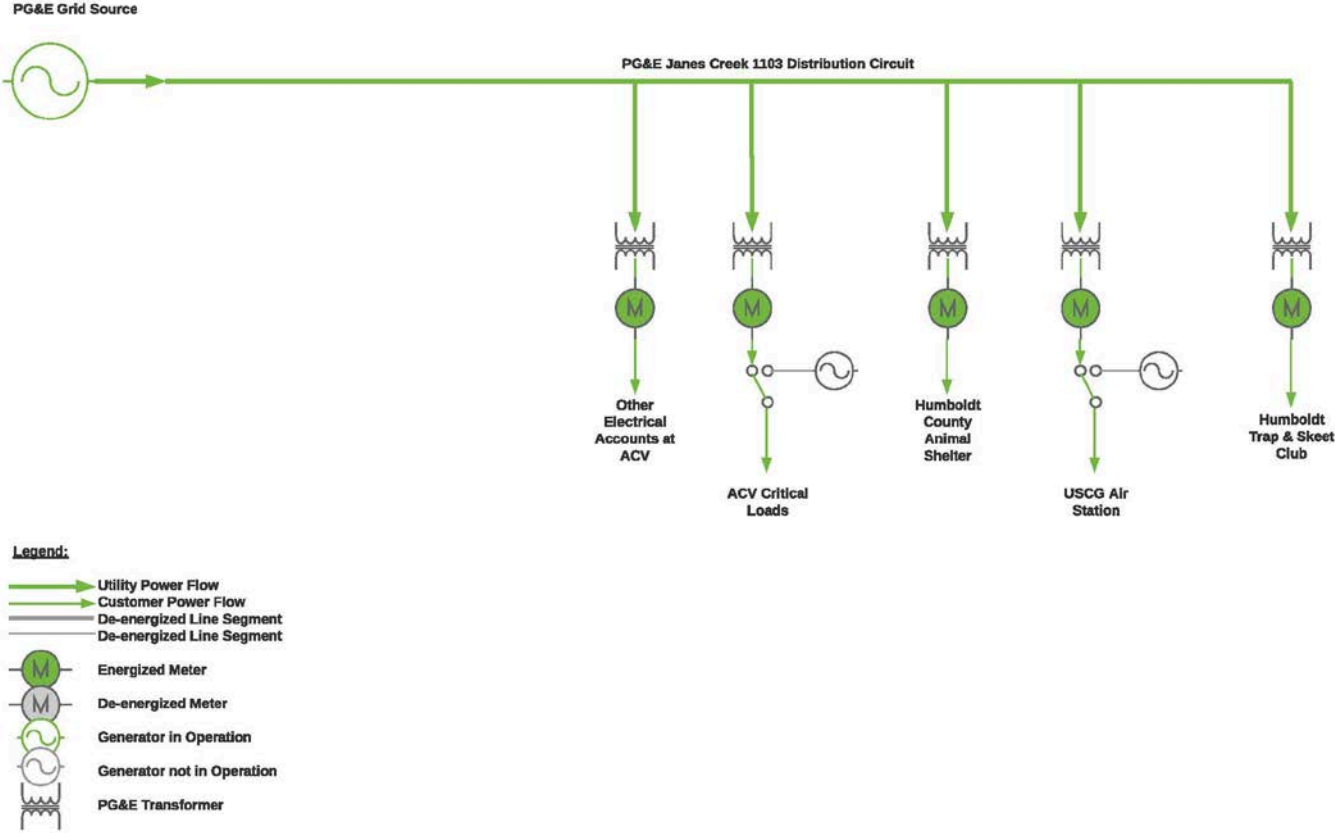 PG&E Grid Source
PG&E Janes Creek 1103 Distribution Circuit
M
M
M
M
M
Other
Electrical
Accounts at
ACV
ACV Critical
Loads
Humboldt
County
Animal
Shelter
USCG Air
Station
Humboldt
Trap & Skeet
Club
Legend:
Utility Power Flow
Customer Power Flow
De-energized Line Segment
De-energized Line Segment
M
Energized Meter
M
De-energized Meter
Generator in Operation
Generator not in Operation
PG&E Transformer